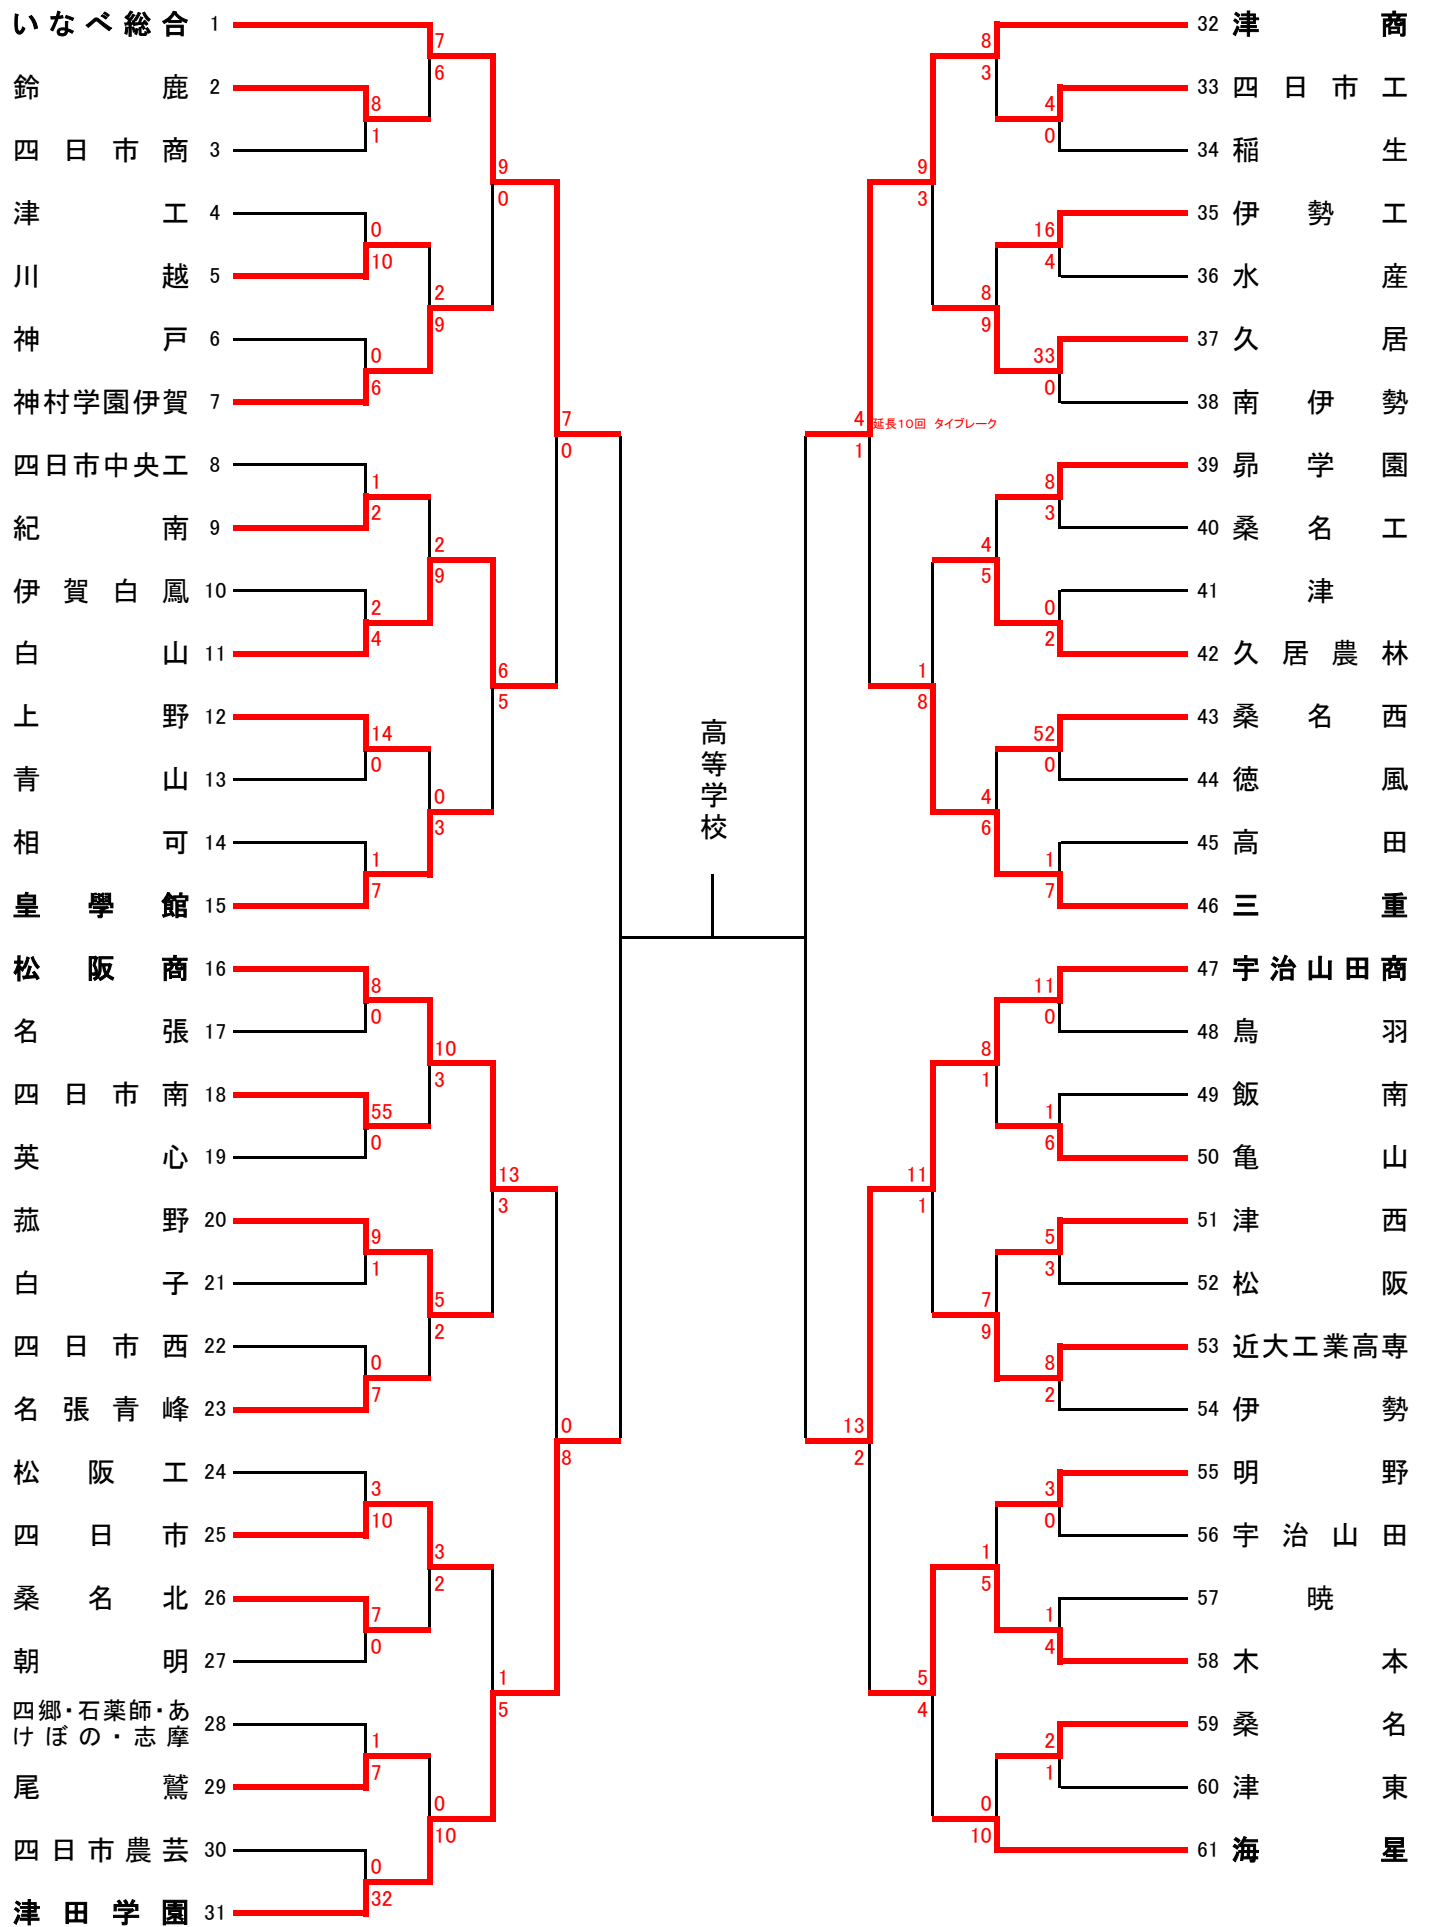 いなべ総合 1
鈴鹿 2
四日市商 3
津工 4
川越 5
神戸 6
神村学園伊賀 7
四日市中央工 8
紀南 9
伊賀白鳳 10
白山 11
上野 12
青山 13
相可 14
皇學館 15
松阪商 16
名張 17
四日市南 18
英心 19
菰野 20
白子 21
四日市西 22
名張青峰 23
松阪工 24
四日市 25
桑名北 26
朝明 27
四郷・石薬師・あ
けぼの・志摩 28
尾鷲 29
四日市農芸 30
津田学園 31
8
1
0
10
0
6
1
2
2
4
14
0
1
7
8
0
55
0
9
1
0
7
3
10
7
0
1
7
0
32
7
6
2
9
2
9
0
3
10
3
5
2
3
2
0
10
9
0
6
5
13
3
1
5
7
0
0
8
高等学校
4
1
延長10回 タイブレーク
13
2
9
3
1
8
11
1
5
4
8
3
8
9
4
5
4
6
8
1
7
9
1
5
0
10
4
0
16
4
33
0
8
3
0
2
52
0
1
7
11
0
1
6
5
3
8
2
3
0
1
4
2
1
32 津商
33 四日市工
34 稲生
35 伊勢工
36 水産
37 久居
38 南伊勢
39 昴学園
40 桑名工
41 津
42 久居農林
43 桑名西
44 徳風
45 高田
46 三重
47 宇治山田商
48 鳥羽
49 飯南
50 亀山
51 津西
52 松阪
53 近大工業高専
54 伊勢
55 明野
56 宇治山田
57 暁
58 木本
59 桑名
60 津東
61 海星